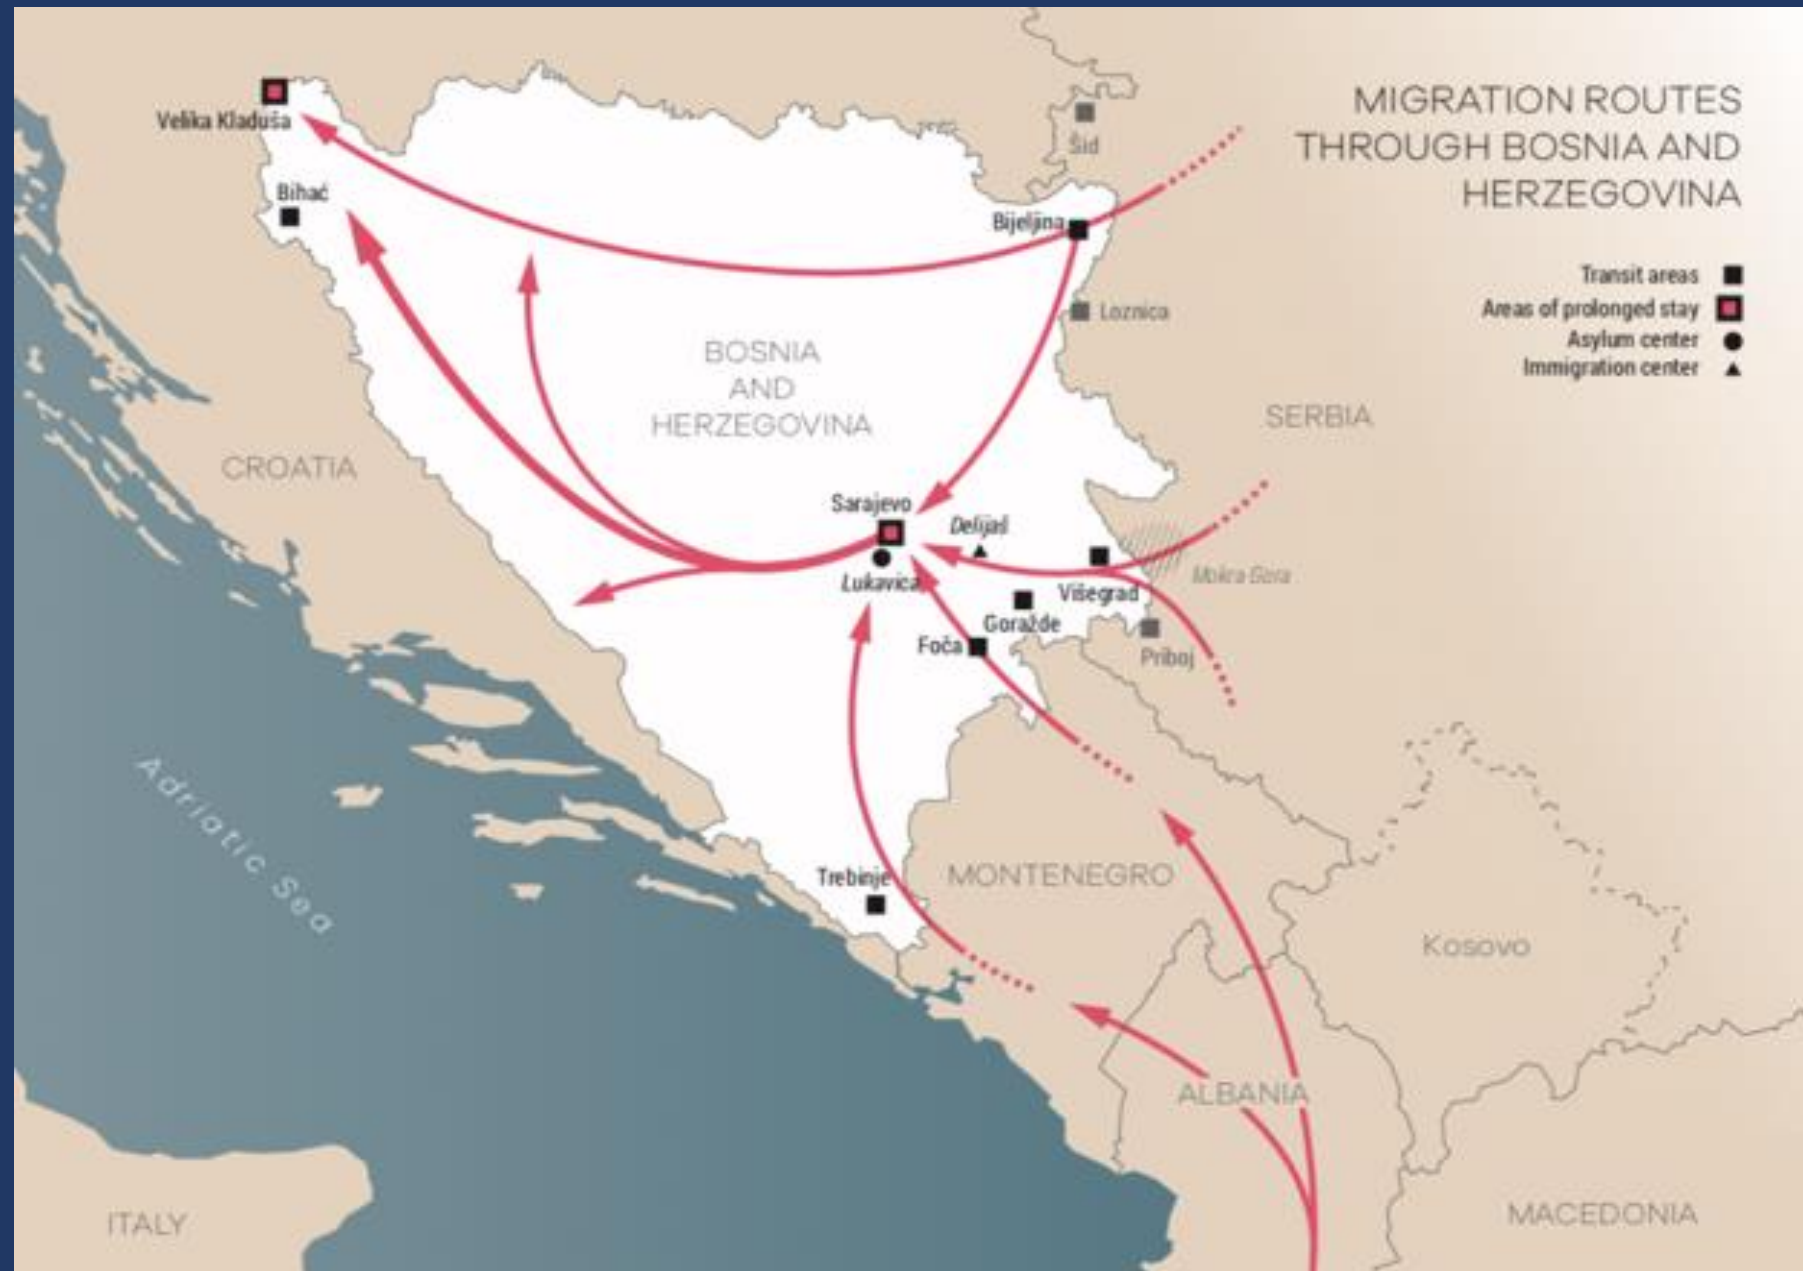 MIGRATION ROUTES
THROUGH BOSNIA AND
HERZEGOVINA
Transit areas
Areas of prolonged stay
Asylum center
Immigration center
Velika Kladuša
Bihać
Šid
Bijeljina
Loznica
BOSNIA
AND
HERZEGOVINA
SERBIA
CROATIA
Sarajevo
Delijaš
Lukavica
Mokra Gora
Višegrad
Goražde
Foča
Priboj
Adriatic Sea
Trebinje
MONTENEGRO
Kosovo
ALBANIA
ITALY
MACEDONIA